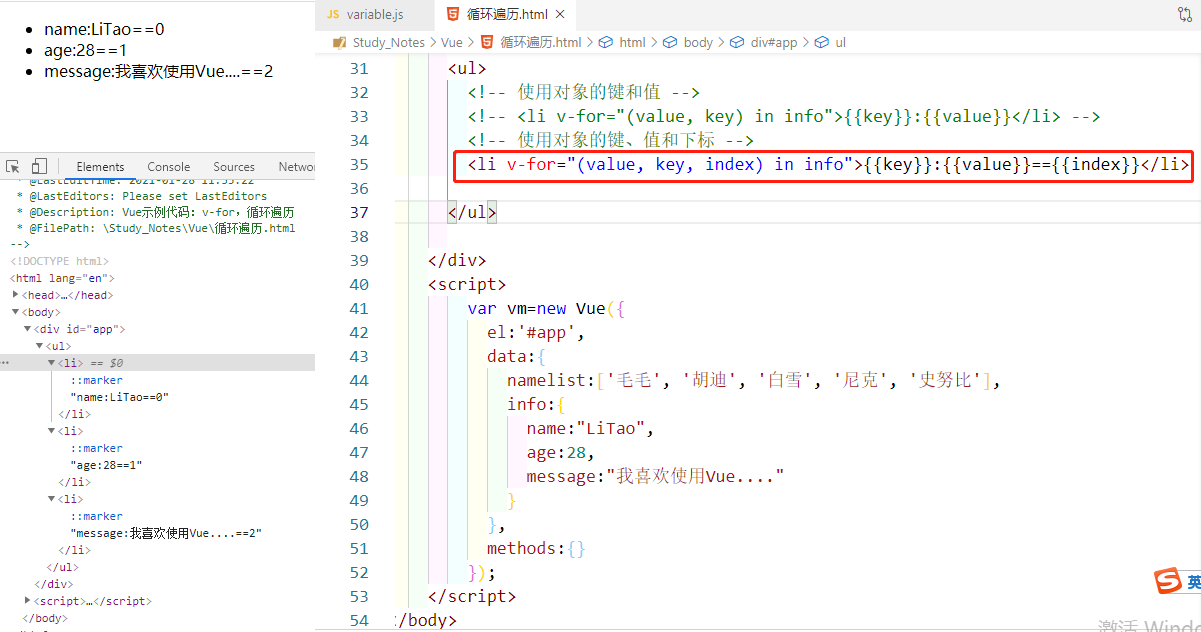 name:LiTao==0
age:28==1
message:我喜欢使用Vue....==2
Elements Console Sources
* @LastEditors: Please set LastEditors
* @Description: Vue示例代码：v-for，循环遍历
* @FilePath: \Study_Notes\Vue\循环遍历.html
-->
<!DOCTYPE html>
<html lang="en">
<head>…</head>
<body>
<div id="app">
<ul>
<li> == $0
::marker
"name:LiTao==0"
</li>
<li>
::marker
"age:28==1"
</li>
<li>
::marker
"message:我喜欢使用Vue....==2"
</li>
</ul>
</div>
<script>…</script>
</body>
JS variable.js 循环遍历.html ×
Study_Notes > Vue > 循环遍历.html > html > body > div#app > ul
31 <ul>
32 <!-- 使用对象的键和值 -->
33 <!-- <li v-for="(value, key) in info">{{key}}:{{value}}</li> -->
34 <!-- 使用对象的键、值和下标 -->
35 <li v-for="(value, key, index) in info">{{key}}:{{value}}=={{index}}</li>
36
37 </ul>
38
39 </div>
40 <script>
41 var vm=new Vue({
42 el:'#app',
43 data:{
44 namelist:['毛毛', '胡迪', '白雪', '尼克', '史努比'],
45 info:{
46 name:"LiTao",
47 age:28,
48 message:"我喜欢使用Vue...."
49 }
50 },
51 methods:{}
52 });
53 </script>
54 /body>
英